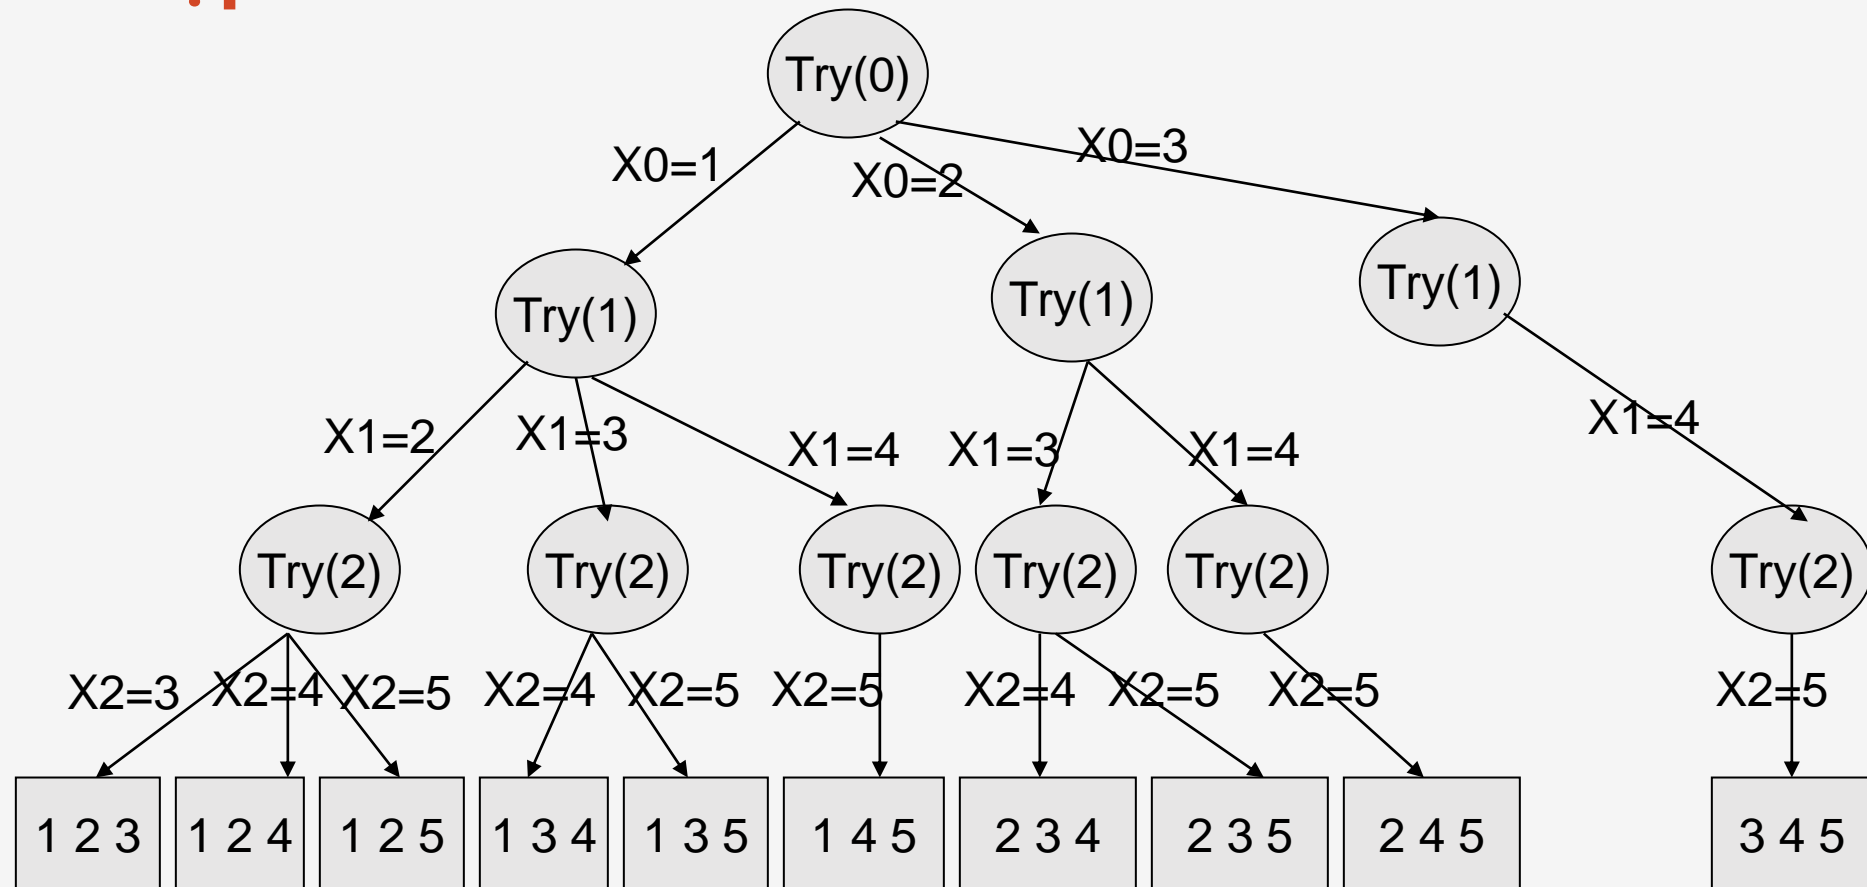 Try(0)
X0=1
X0=2
X0=3
Try(1)
Try(1)
Try(1)
X1=2
X1=3
X1=4
X1=3
X1=4
X1=4
Try(2)
Try(2)
Try(2)
Try(2)
Try(2)
Try(2)
X2=3
X2=4
X2=5
X2=4
X2=5
X2=5
X2=4
X2=5
X2=5
X2=5
1 2 3
1 2 4
1 2 5
1 3 4
1 3 5
1 4 5
2 3 4
2 3 5
2 4 5
3 4 5